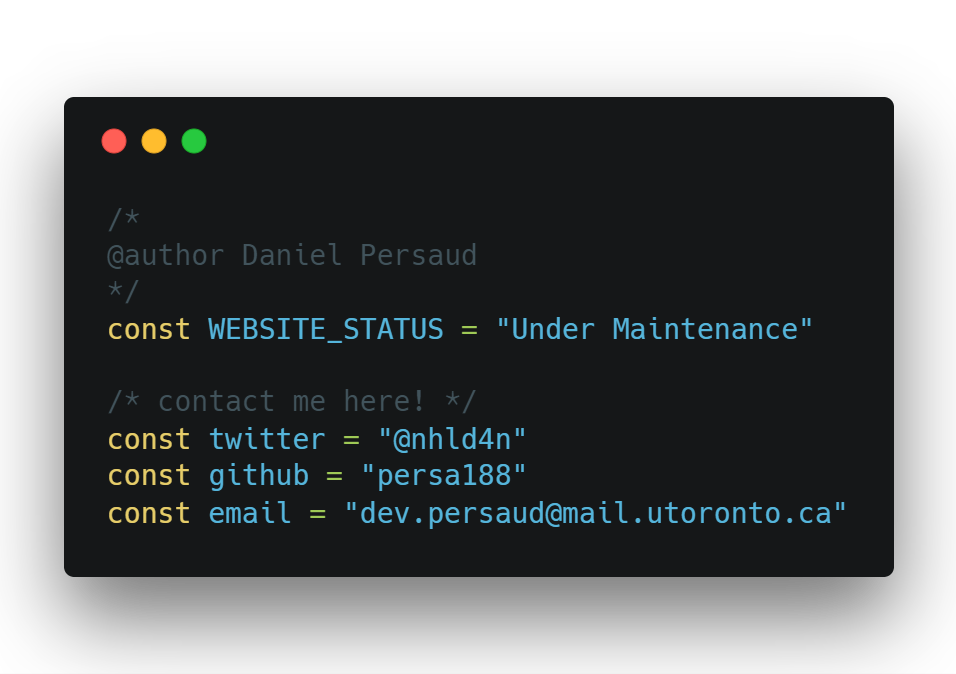 /*
@author Daniel Persaud
*/
const WEBSITE_STATUS = "Under Maintenance"
/* contact me here! */
const twitter = "@nhld4n"
const github = "persa188"
const email = "dev.persaud@mail.utoronto.ca"